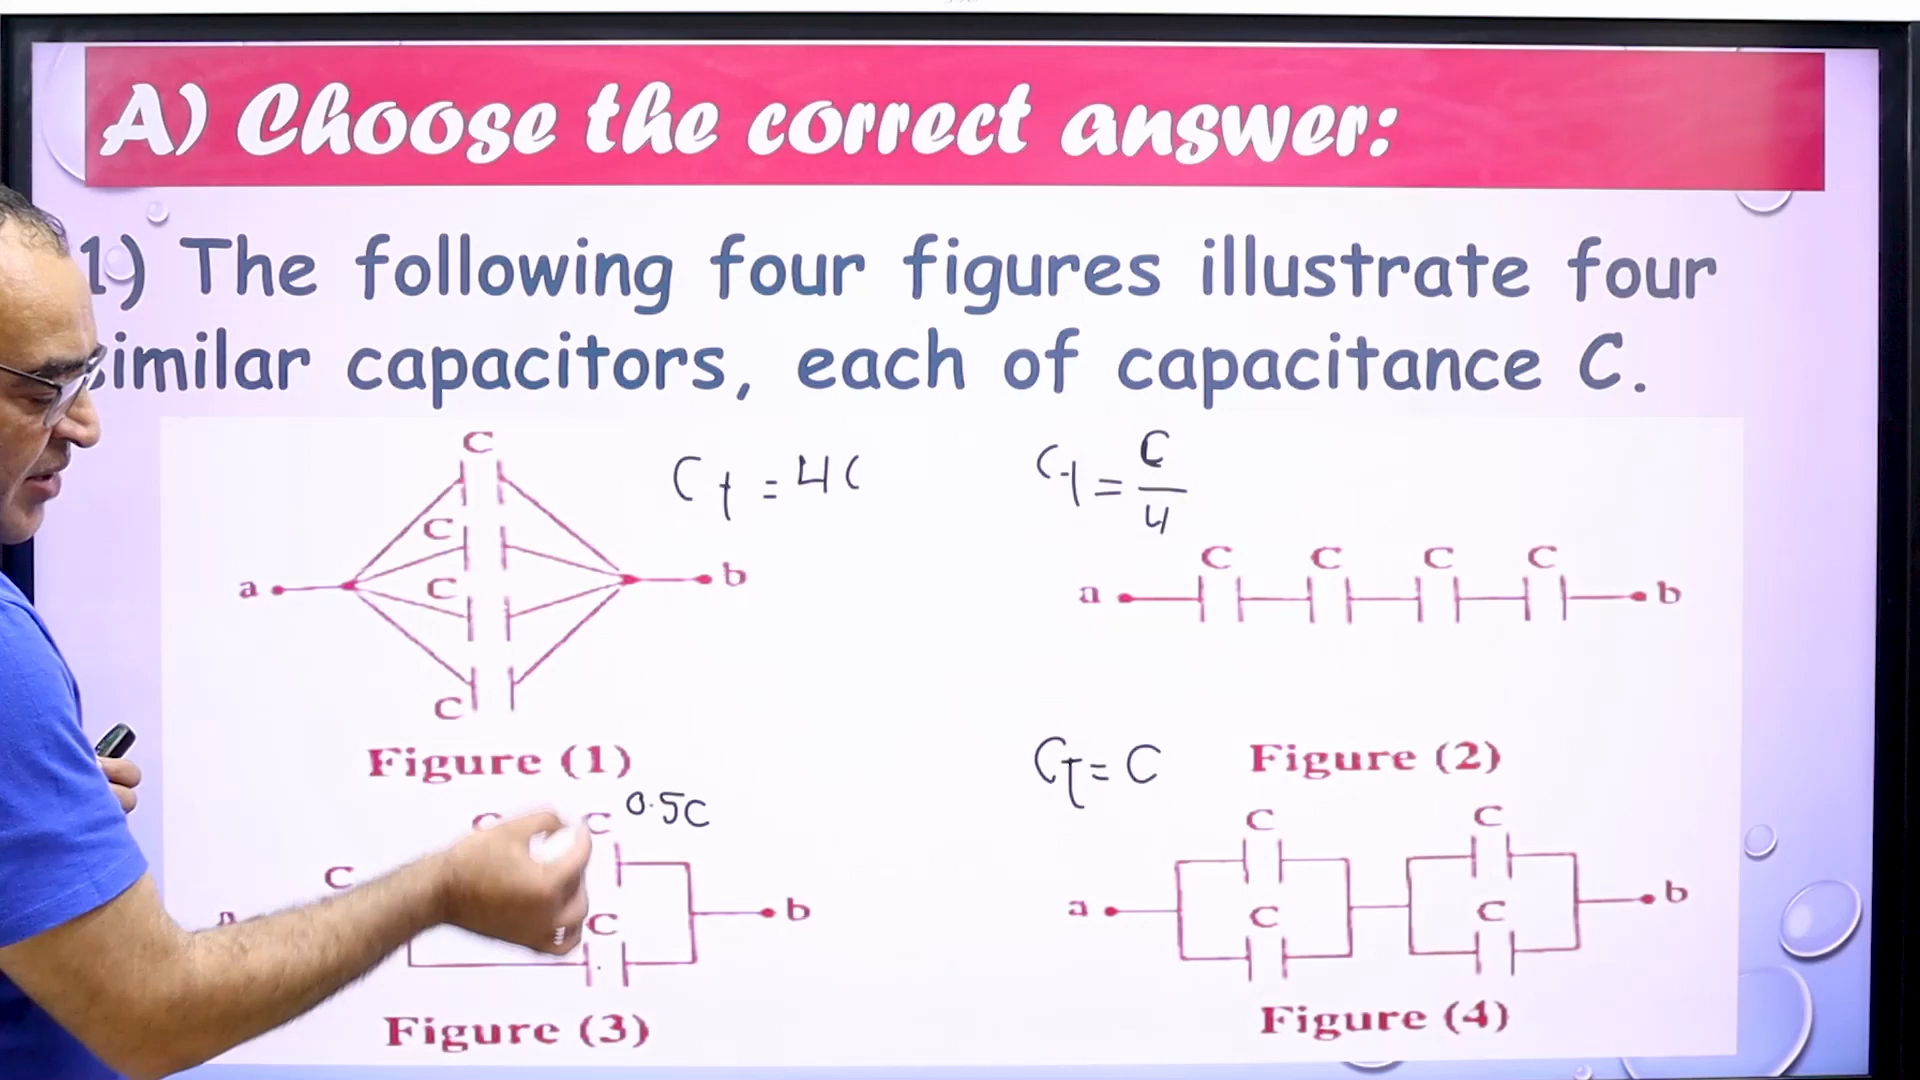 A) Choose the correct answer:
1) The following four figures illustrate four
similar capacitors, each of capacitance C.
C
C
C
C
a
b
Ct = 4C
Ct = C/4
C C C C
a
b
Figure (1)
CT = C
Figure (2)
C C 0.5C
C
C
a
b
Figure (3)
C C
C C
a
b
Figure (4)